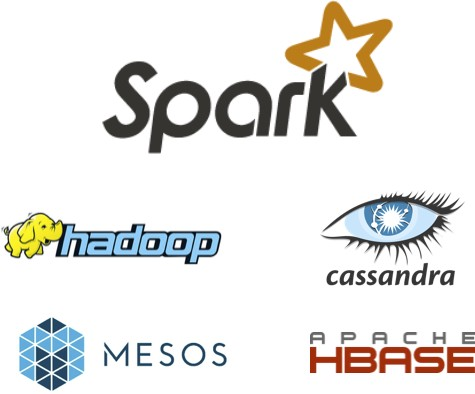 Spark
hadoop
cassandra
MESOS
APACHE
HBASE